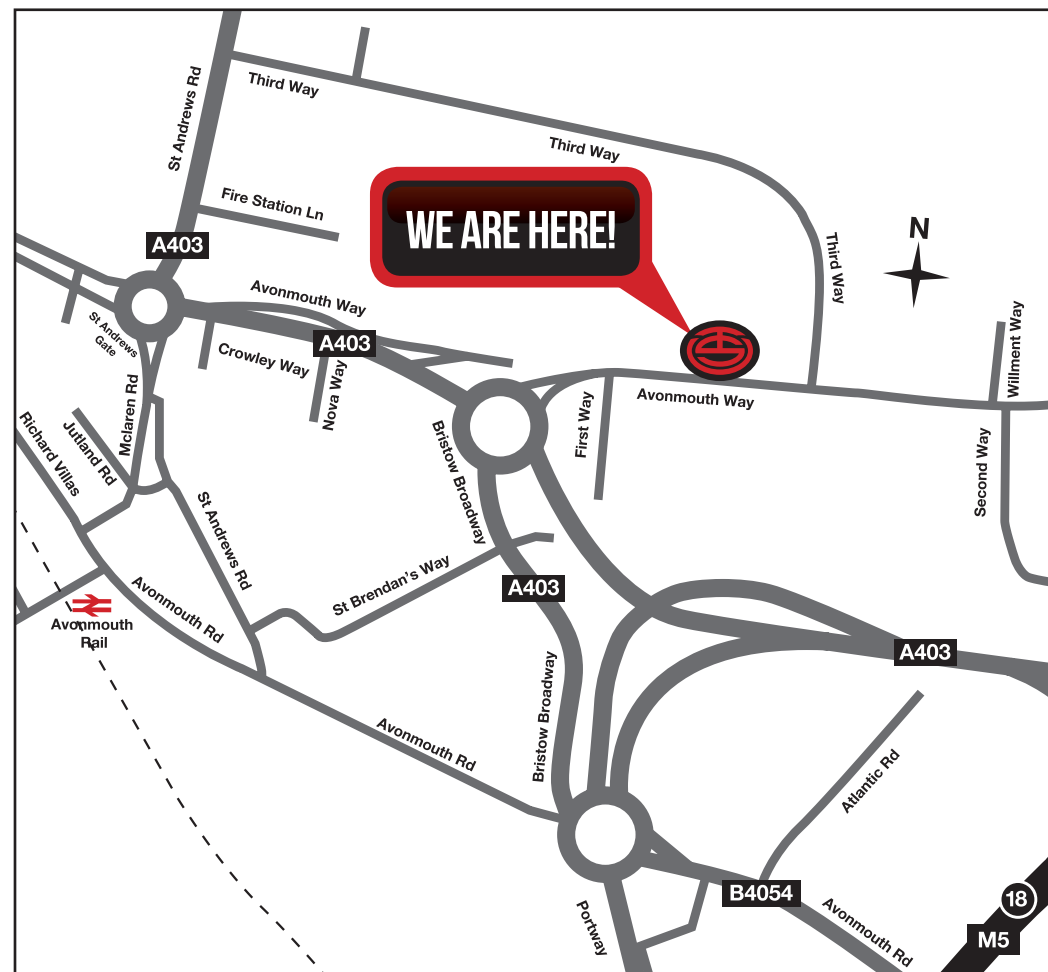 St Andrews Rd
Third Way
Third Way
Third Way
Fire Station Ln
WE ARE HERE!
N
A403
Avonmouth Way
St Andrews
Gate
A403
Crowley Way
Nova Way
Willment Way
Avonmouth Way
First Way
Second Way
Mclaren Rd
Jutland Rd
Richard Villas
Bristow Broadway
St Andrews Rd
St Brendan's Way
A403
Avonmouth Rd
Avonmouth
Rail
A403
Bristow Broadway
Avonmouth Rd
Atlantic Rd
B4054
Portway
Avonmouth Rd
18
M5